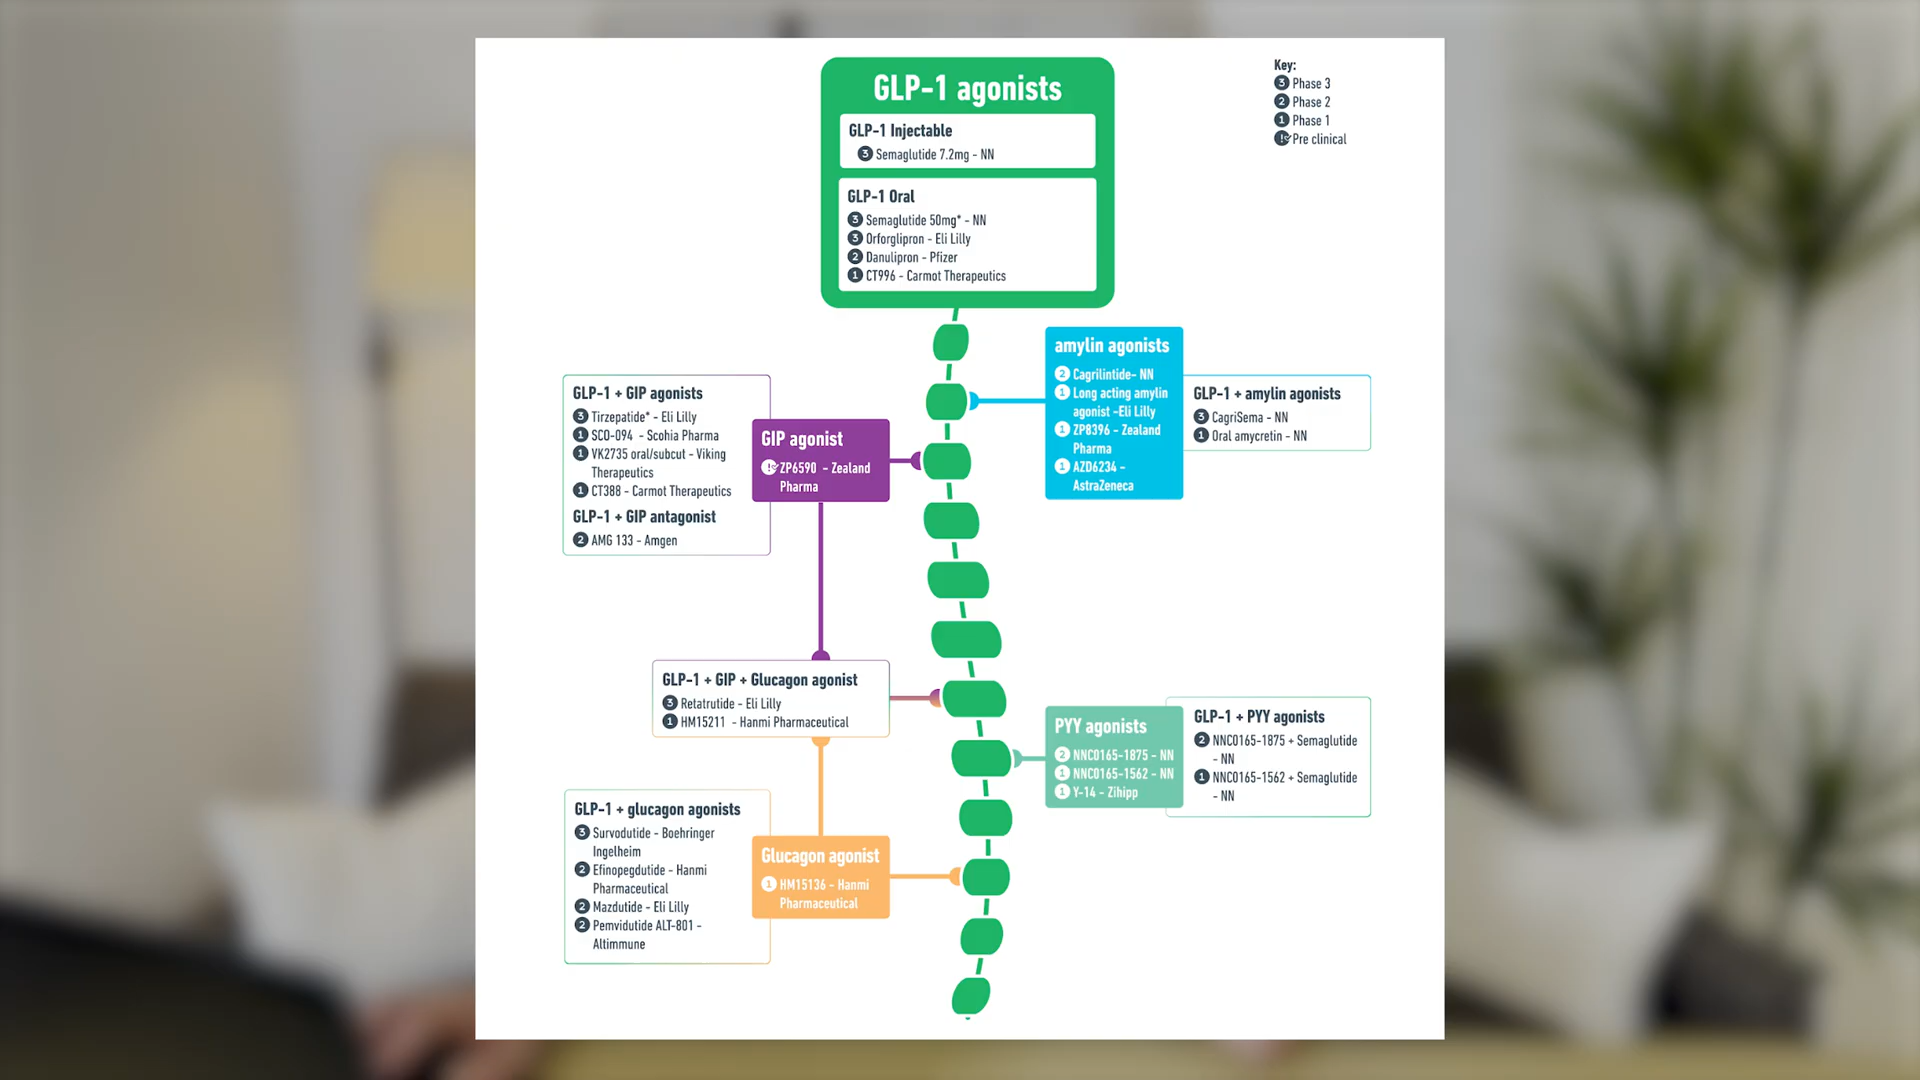 GLP-1 agonists
GLP-1 Injectable
3 Semaglutide 7.2mg - NN
GLP-1 Oral
3 Semaglutide 50mg* - NN
3 Orforglipron - Eli Lilly
2 Danulipron - Pfizer
1 CT996 - Carmot Therapeutics
Key:
3 Phase 3
2 Phase 2
1 Phase 1
Pre clinical
GLP-1 + GIP agonists
3 Tirzepatide* - Eli Lilly
1 SCO-094 - Scohia Pharma
1 VK2735 oral/subcut - Viking
Therapeutics
1 CT388 - Carmot Therapeutics
GLP-1 + GIP antagonist
2 AMG 133 - Amgen
GIP agonist
ZP6590 - Zealand
Pharma
amylin agonists
2 Cagrilintide- NN
1 Long acting amylin
agonist -Eli Lilly
1 ZP8396 - Zealand
Pharma
1 AZD6234 -
AstraZeneca
GLP-1 + amylin agonists
3 CagriSema - NN
1 Oral amycretin - NN
GLP-1 + GIP + Glucagon agonist
3 Retatrutide - Eli Lilly
1 HM15211 - Hanmi Pharmaceutical
PYY agonists
2 NNC0165-1875 - NN
1 NNC0165-1562 - NN
1 Y-14 - Zihipp
GLP-1 + PYY agonists
2 NNC0165-1875 + Semaglutide
- NN
1 NNC0165-1562 + Semaglutide
- NN
GLP-1 + glucagon agonists
3 Survodutide - Boehringer
Ingelheim
2 Efinopegdutide - Hanmi
Pharmaceutical
2 Mazdutide - Eli Lilly
2 Pemvidutide ALT-801 -
Altimmune
Glucagon agonist
1 HM15136 - Hanmi
Pharmaceutical